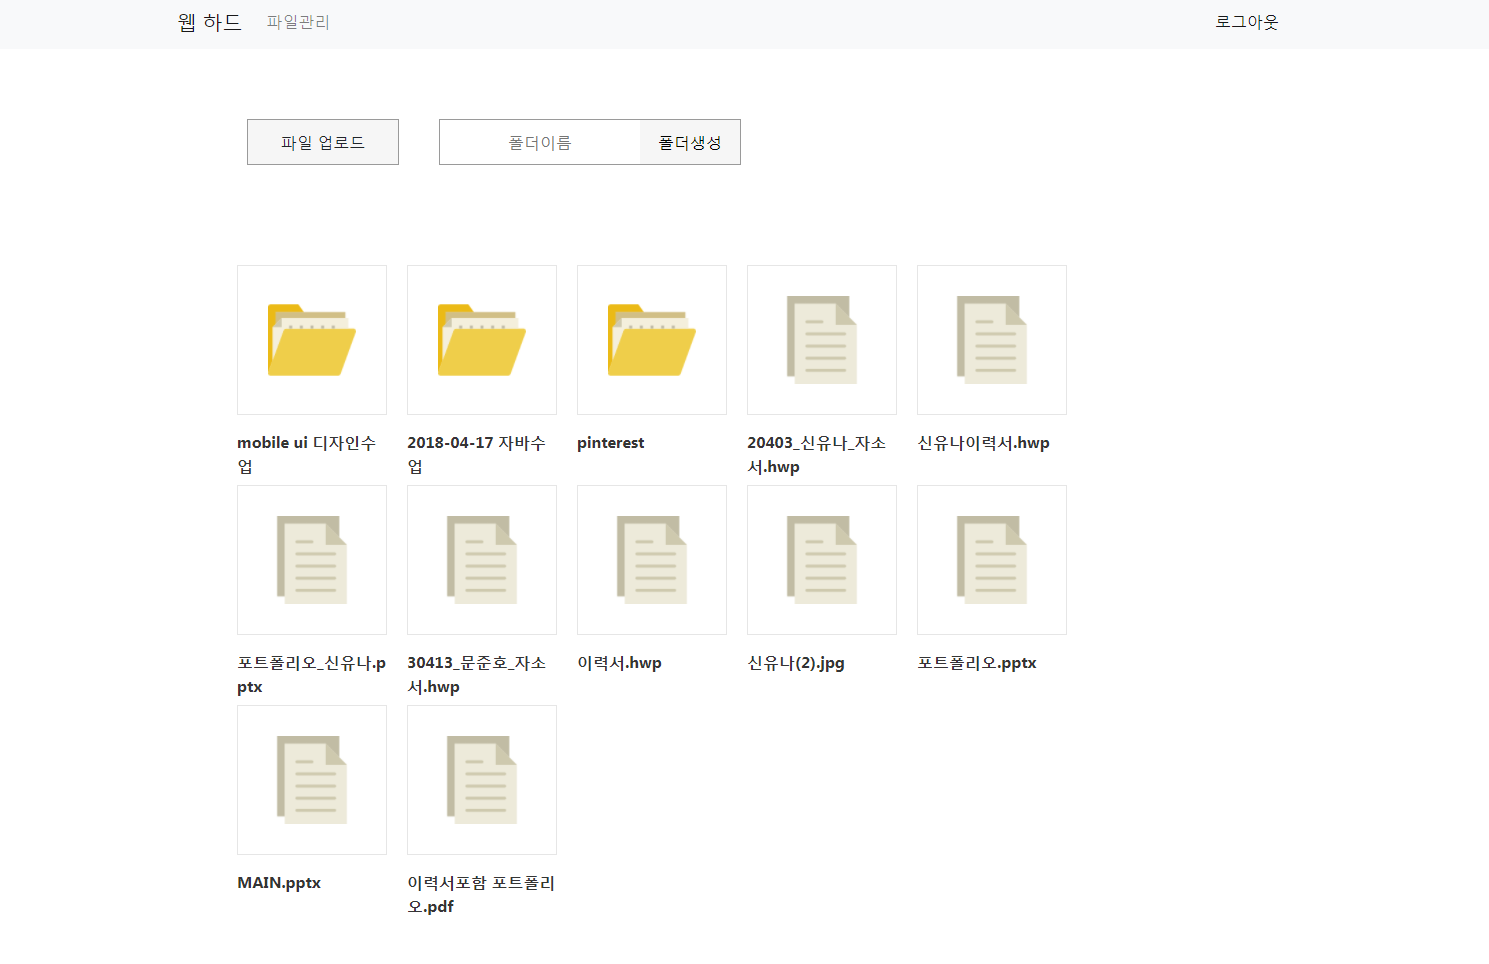 웹 하드 파일관리 로그아웃
파일 업로드 폴더이름 폴더생성
mobile ui 디자인수
업
2018-04-17 자바수
업
pinterest
20403_신유나_자소
서.hwp
신유나이력서.hwp
포트폴리오_신유나.p
ptx
30413_문준호_자소
서.hwp
이력서.hwp
신유나(2).jpg
포트폴리오.pptx
MAIN.pptx
이력서포함 포트폴리
오.pdf